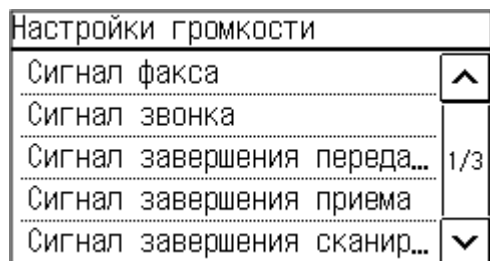 Настройки громкости
Сигнал факса
Сигнал звонка
Сигнал завершения переда...
1/3
Сигнал завершения приема
Сигнал завершения сканир...